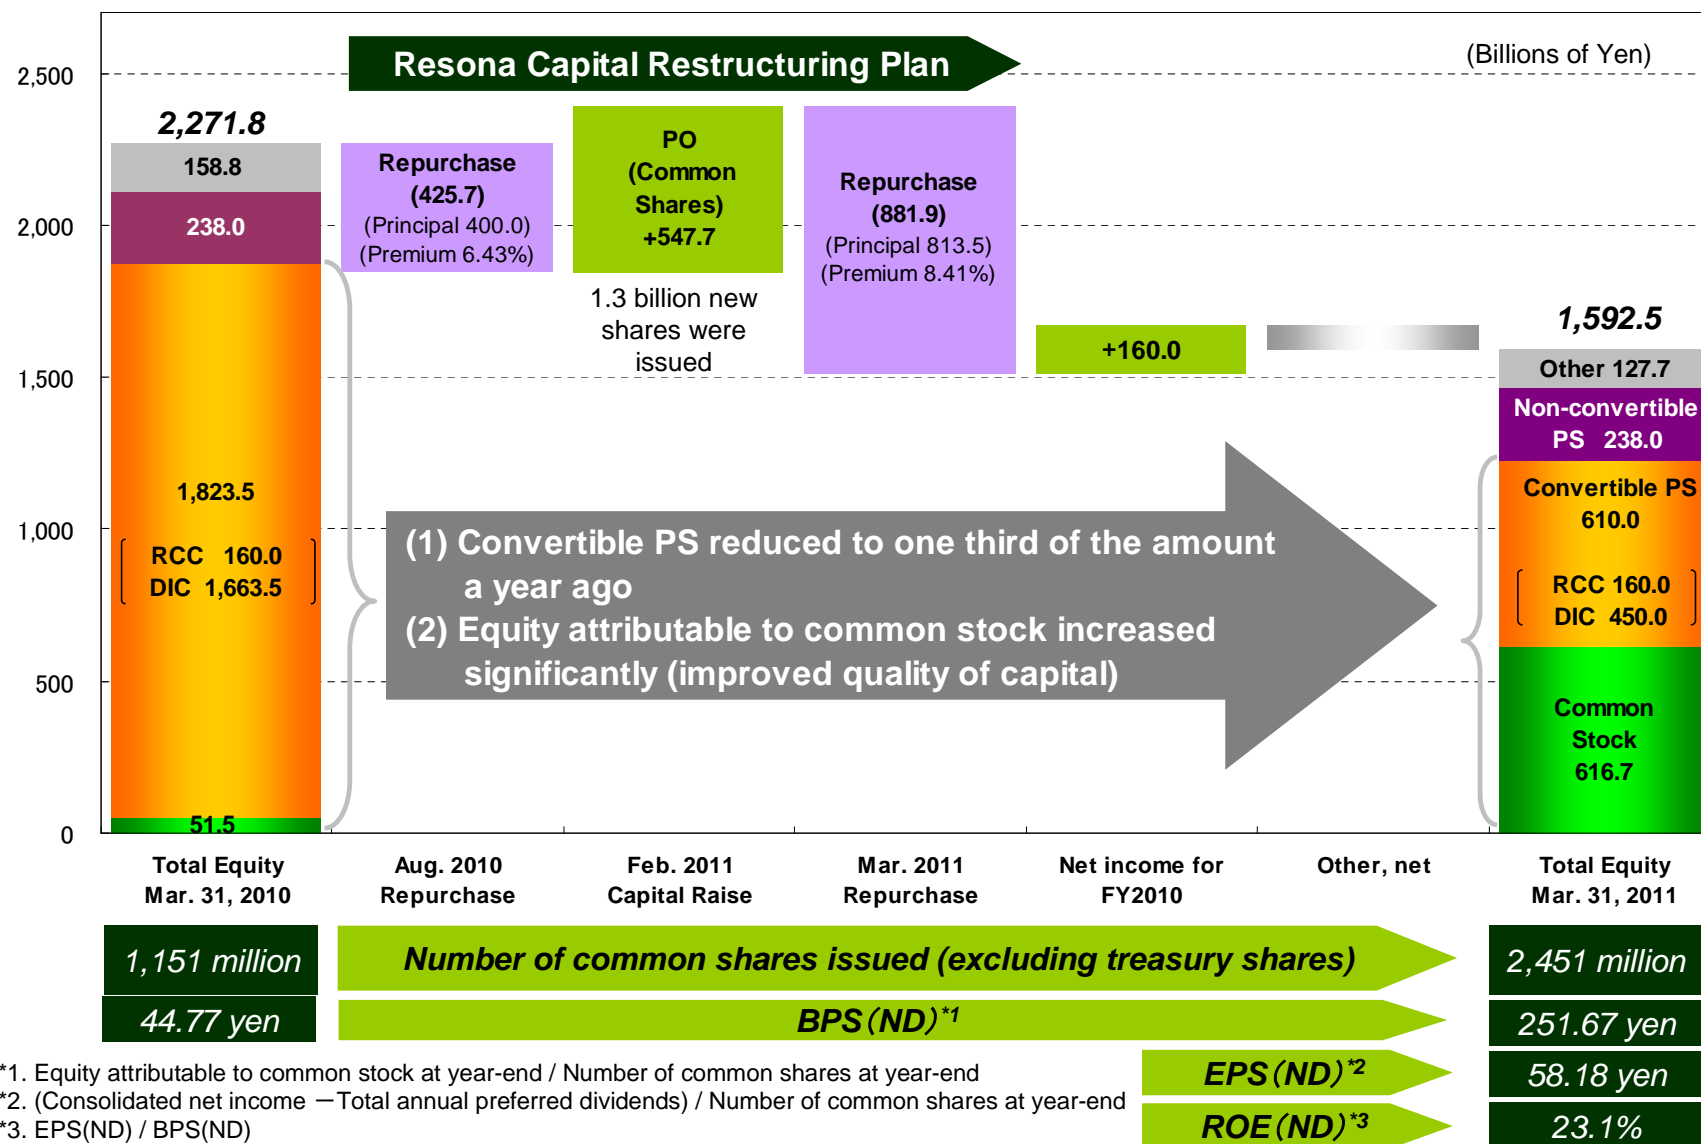 Resona Capital Restructuring Plan
(Billions of Yen)
2,500
2,000
1,500
1,000
500
0
2,271.8
158.8
238.0
1,823.5
RCC 160.0
DIC 1,663.5
51.5
Repurchase
(425.7)
(Principal 400.0)
(Premium 6.43%)
PO
(Common
Shares)
+547.7
1.3 billion new
shares were
issued
Repurchase
(881.9)
(Principal 813.5)
(Premium 8.41%)
+160.0
1,592.5
Other 127.7
Non-convertible
PS 238.0
Convertible PS
610.0
RCC 160.0
DIC 450.0
Common
Stock
616.7
(1) Convertible PS reduced to one third of the amount
a year ago
(2) Equity attributable to common stock increased
significantly (improved quality of capital)
Total Equity
Mar. 31, 2010
Aug. 2010
Repurchase
Feb. 2011
Capital Raise
Mar. 2011
Repurchase
Net income for
FY2010
Other, net
Total Equity
Mar. 31, 2011
1,151 million
Number of common shares issued (excluding treasury shares)
2,451 million
44.77 yen
BPS(ND)*1
251.67 yen
EPS(ND)*2
58.18 yen
ROE(ND)*3
23.1%
*1. Equity attributable to common stock at year-end / Number of common shares at year-end
*2. (Consolidated net income －Total annual preferred dividends) / Number of common shares at year-end
*3. EPS(ND) / BPS(ND)